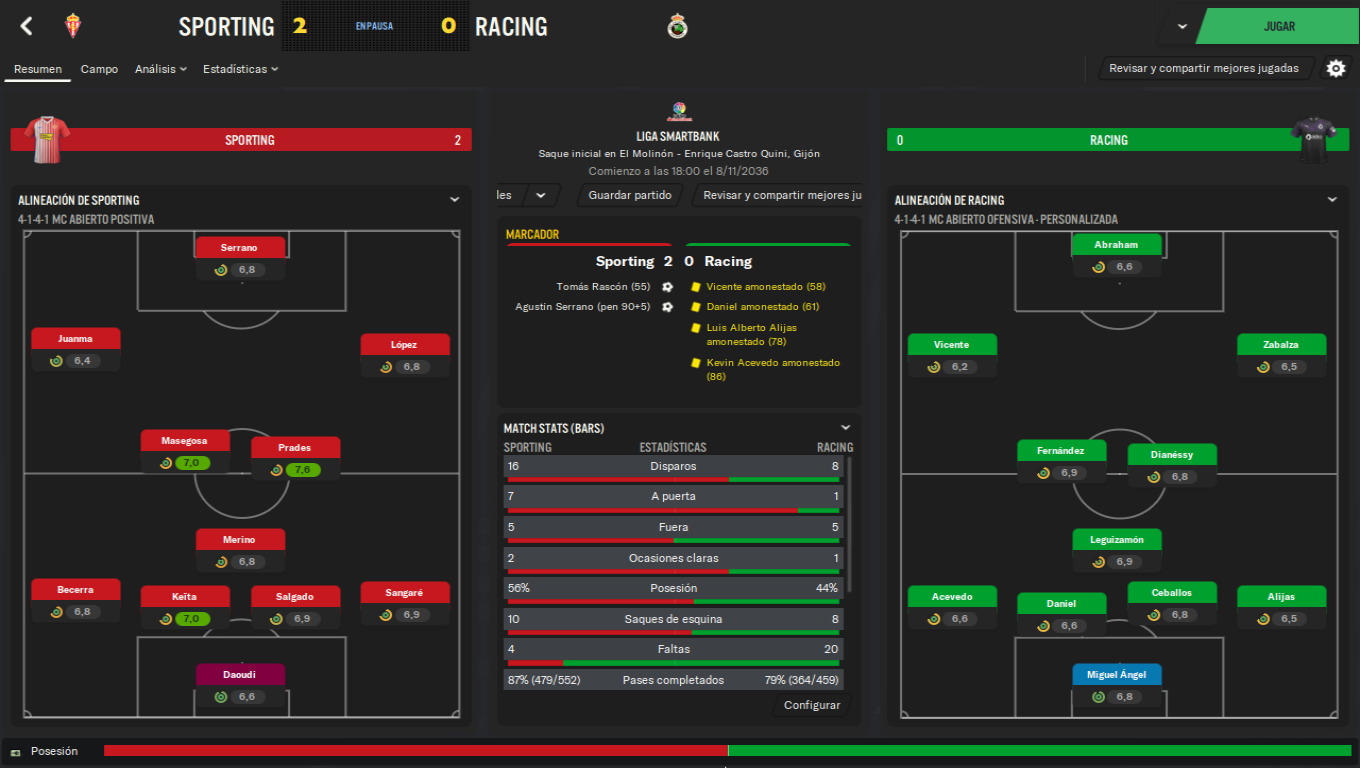 SPORTING 2 EN PAUSA 0 RACING
JUGAR
Resumen Campo Análisis Estadísticas
Revisar y compartir mejores jugadas
SPORTING 2
ALINEACIÓN DE SPORTING
4-1-4-1 MC ABIERTO POSITIVA
Serrano
6,8
Juanma
6,4
López
6,8
Masegosa
7,0
Prades
7,6
Merino
6,8
Becerra
6,8
Keïta
7,0
Salgado
6,9
Sangaré
6,9
Daoudi
6,6
LIGA SMARTBANK
Saque inicial en El Molinón - Enrique Castro Quini, Gijón
Comienzo a las 18:00 el 8/11/2036
les Guardar partido Revisar y compartir mejores ju
MARCADOR
Sporting 2 0 Racing
Tomás Rascón (55)
Agustín Serrano (pen 90+5)
Vicente amonestado (58)
Daniel amonestado (61)
Luis Alberto Alijas
amonestado (78)
Kevin Acevedo amonestado
(86)
MATCH STATS (BARS)
SPORTING ESTADÍSTICAS RACING
16 Disparos 8
7 A puerta 1
5 Fuera 5
2 Ocasiones claras 1
56% Posesión 44%
10 Saques de esquina 8
4 Faltas 20
87% (479/552) Pases completados 79% (364/459)
Configurar
0 RACING
ALINEACIÓN DE RACING
4-1-4-1 MC ABIERTO OFENSIVA - PERSONALIZADA
Abraham
6,6
Vicente
6,2
Zabalza
6,5
Fernández
6,9
Dianéssy
6,8
Leguizamón
6,9
Acevedo
6,6
Daniel
6,6
Ceballos
6,8
Alijas
6,5
Miguel Ángel
6,8
Posesión